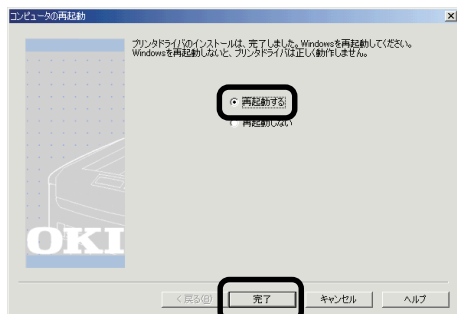 コンピュータの再起動
プリンタドライバのインストールは、完了しました。Windowsを再起動してください。
Windowsを再起動しないと、プリンタドライバは正しく動作しません。
再起動する
再起動しない
OKI
< 戻る(B)
完了
キャンセル
ヘルプ